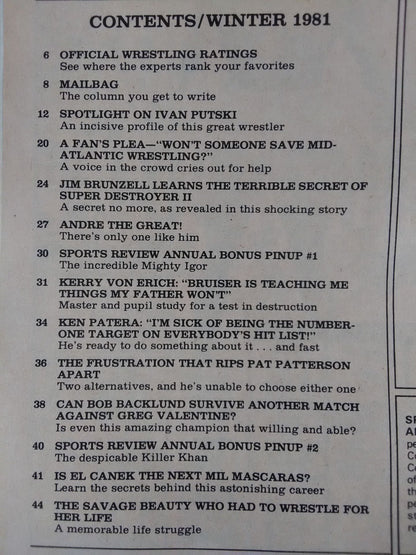 CONTENTS/WINTER 1981
6 OFFICIAL WRESTLING RATINGS
See where the experts rank your favorites
8 MAILBAG
The column you get to write
12 SPOTLIGHT ON IVAN PUTSKI
An incisive profile of this great wrestler
20 A FAN'S PLEA—"WON'T SOMEONE SAVE MID-
ATLANTIC WRESTLING?"
A voice in the crowd cries out for help
24 JIM BRUNZELL LEARNS THE TERRIBLE SECRET OF
SUPER DESTROYER II
A secret no more, as revealed in this shocking story
27 ANDRE THE GREAT!
There's only one like him
30 SPORTS REVIEW ANNUAL BONUS PINUP #1
The incredible Mighty Igor
31 KERRY VON ERICH: "BRUISER IS TEACHING ME
THINGS MY FATHER WON'T"
Master and pupil study for a test in destruction
34 KEN PATERA: "I'M SICK OF BEING THE NUMBER-
ONE TARGET ON EVERYBODY'S HIT LIST!"
He's ready to do something about it . . . and fast
36 THE FRUSTRATION THAT RIPS PAT PATTERSON
APART
Two alternatives, and he's unable to choose either one
38 CAN BOB BACKLUND SURVIVE ANOTHER MATCH
AGAINST GREG VALENTINE?
Is even this amazing champion that willing and able?
40 SPORTS REVIEW ANNUAL BONUS PINUP #2
The despicable Killer Khan
41 IS EL CANEK THE NEXT MIL MASCARAS?
Learn the secrets behind this astonishing career
44 THE SAVAGE BEAUTY WHO HAD TO WRESTLE FOR
HER LIFE
A memorable life struggle